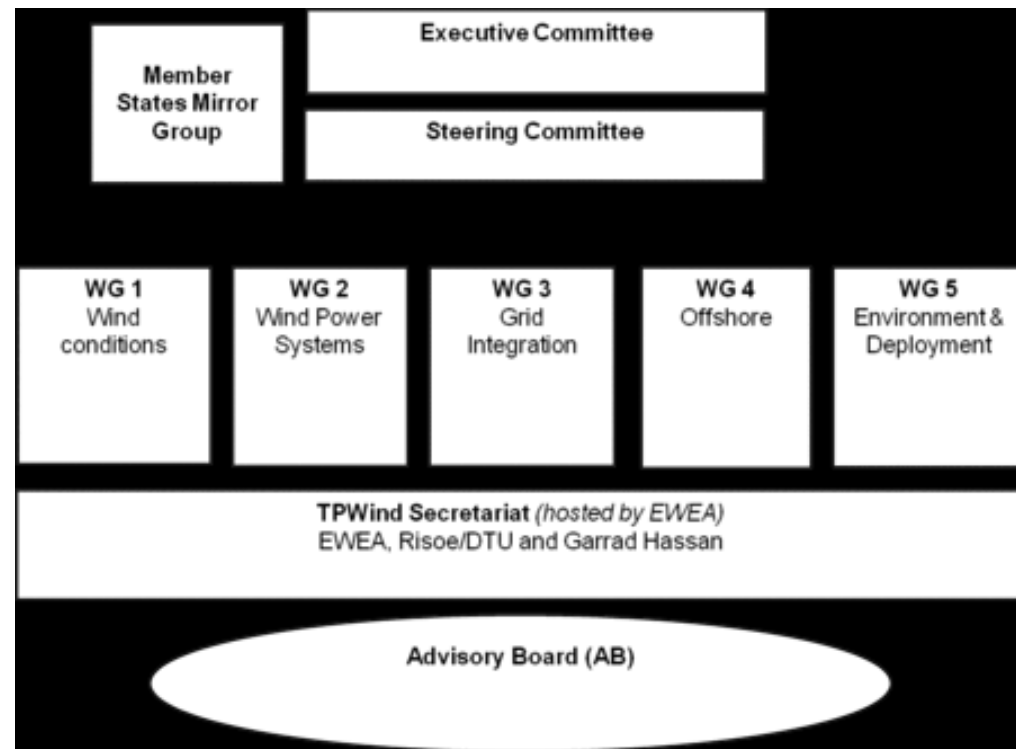 Executive Committee
Member
States Mirror
Group
Steering Committee
WG 1
Wind
conditions
WG 2
Wind Power
Systems
WG 3
Grid
Integration
WG 4
Offshore
WG 5
Environment &
Deployment
TPWind Secretariat (hosted by EWEA)
EWEA, Risoe/DTU and Garrad Hassan
Advisory Board (AB)